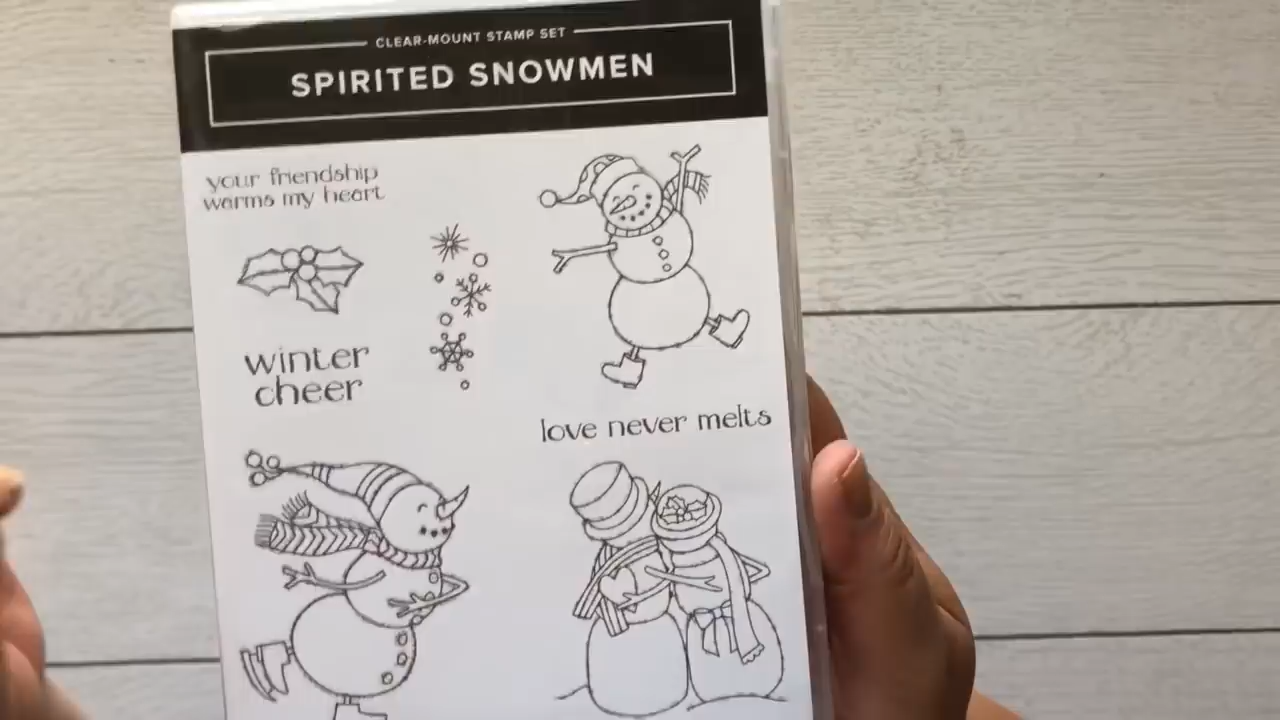 CLEAR-MOUNT STAMP SET
SPIRITED SNOWMEN
your friendship
warms my heart
winter
cheer
love never melts